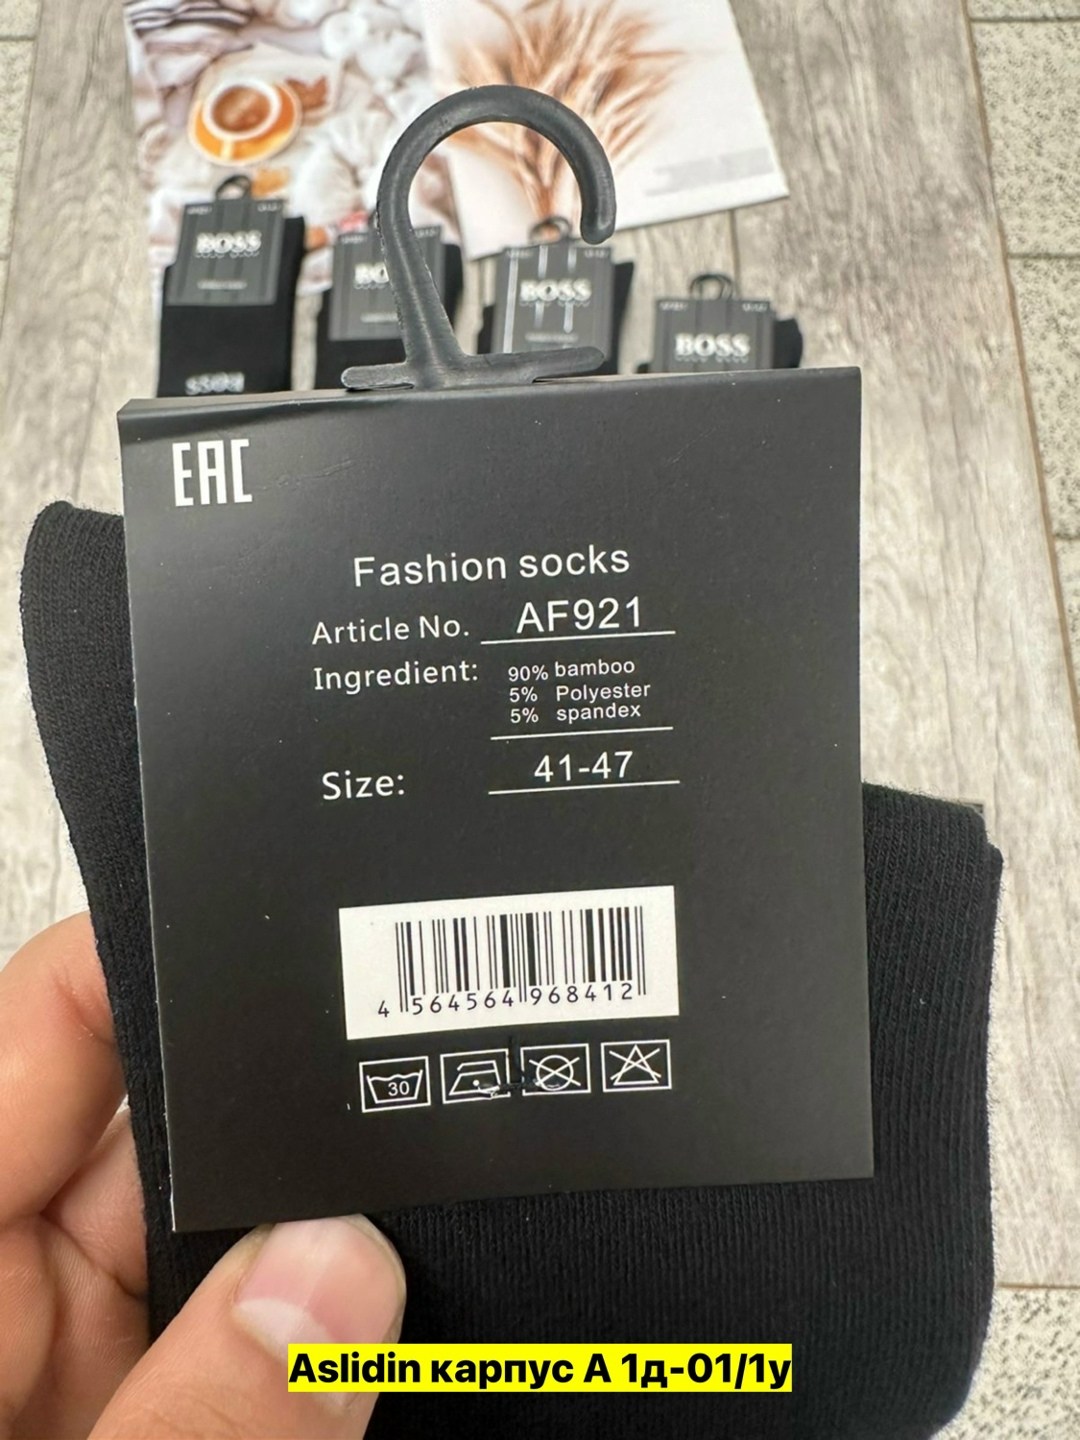 BOSS
BOSS
BOSS
BOSS
EAC
Fashion socks
Article No. AF921
Ingredient: 90% bamboo
5% Polyester
5% spandex
Size: 41-47
4 564564 968412
30
Aslidin карпус А 1д-01/1у